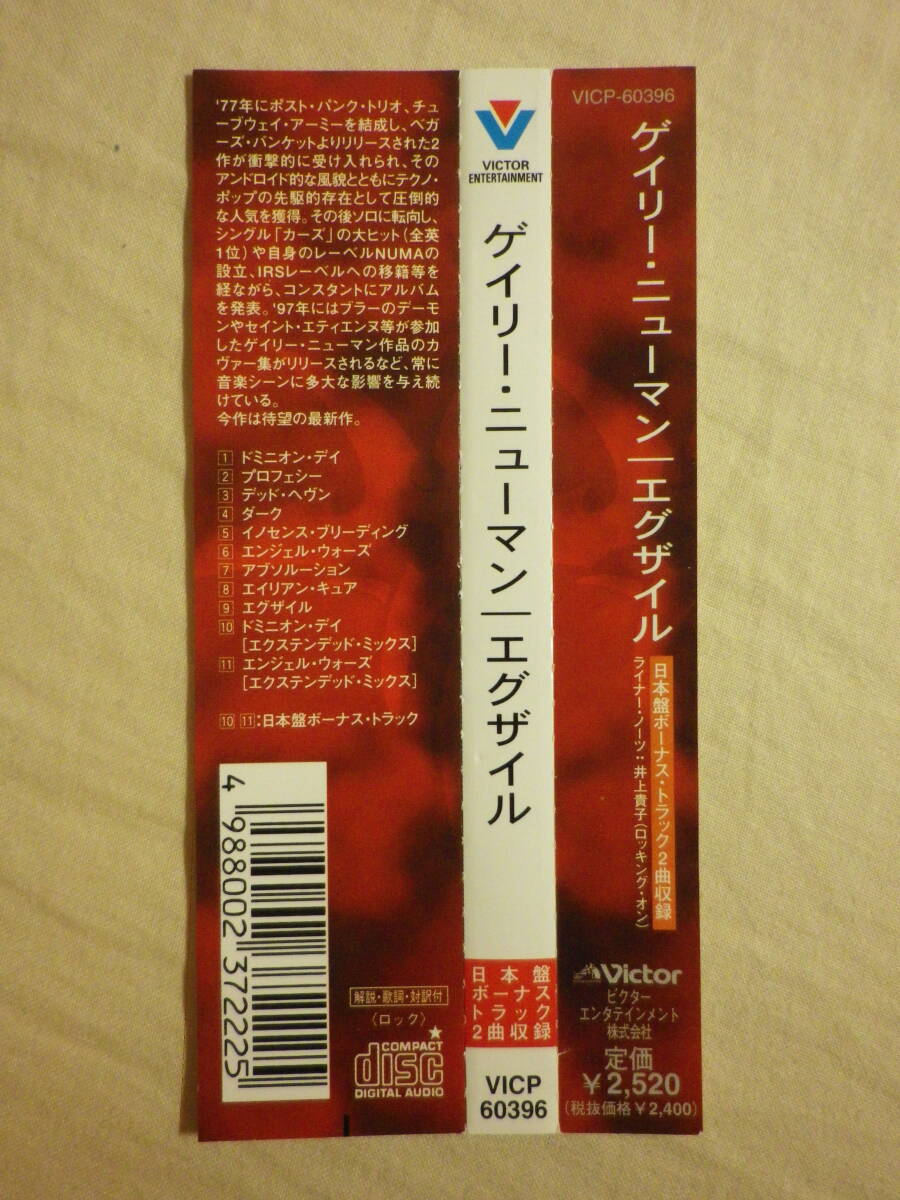 '77年にポスト・パンク・トリオ、チュ
ーブウェイ・アーミーを結成し、ベガ
ーズ・バンケットよりリリースされた2
作が衝撃的に受け入れられ、その
アンドロイド的な風貌とともにテクノ・
ポップの先駆的存在として圧倒的
な人気を獲得。その後ソロに転向し、
シングル「カーズ」の大ヒット(全英
1位)や自身のレーベルNUMAの
設立、IRSレーベルへの移籍等を
経ながら、コンスタントにアルバム
を発表。'97年にはブラーのデーモ
ンやセイント・エティエンヌ等が参加
したゲイリー・ニューマン作品のカ
ヴァー集がリリースされるなど、常に
音楽シーンに多大な影響を与え続
けている。
今作は待望の最新作。
1 ドミニオン・デイ
2 プロフェシー
3 デッド・ヘヴン
4 ダーク
5 イノセンス・ブリーディング
6 エンジェル・ウォーズ
7 アブソルーション
8 エイリアン・キュア
9 エグザイル
10 ドミニオン・デイ
[エクステンデッド・ミックス]
11 エンジェル・ウォーズ
[エクステンデッド・ミックス]
10 11:日本盤ボーナス・トラック
4 988002 372225
解説・歌詞・対訳付
〈ロック〉
COMPACT
disc
DIGITAL AUDIO
VICTOR
ENTERTAINMENT
ゲイリー・ニューマン|エグザイル
日本盤
ボーナス
トラック
2曲収録
VICP
60396
VICP-60396
ゲイリー・ニューマン|エグザイル
日本盤ボーナス・トラック2曲収録
ライナー・ノーツ:井上貴子(ロッキング・オン)
Victor
ビクター
エンタテインメント
株式会社
定価
¥2,520
(税抜価格¥2,400)